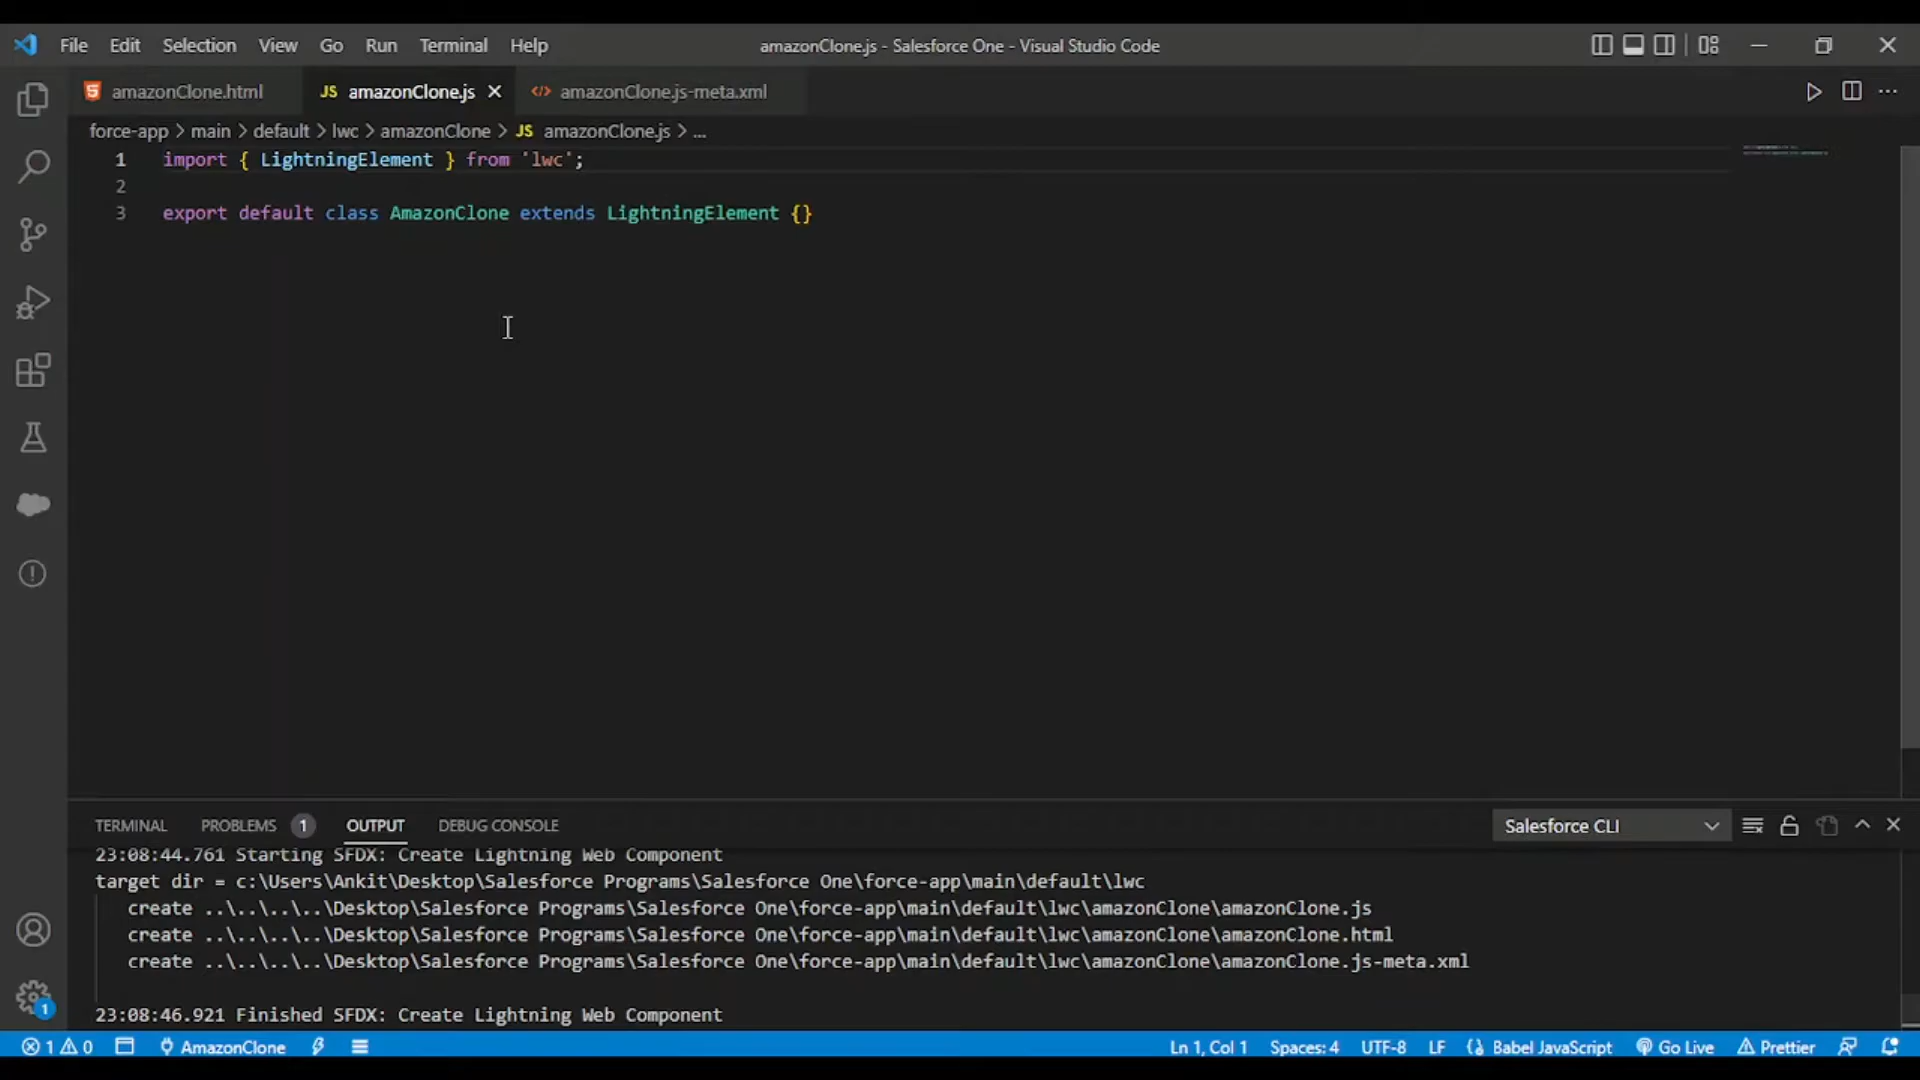 File Edit Selection View Go Run Terminal Help amazonClone.js - Salesforce One - Visual Studio Code
amazonClone.html JS amazonClone.js amazonClone.js-meta.xml
force-app > main > default > lwc > amazonClone > JS amazonClone.js > ...
1 import { LightningElement } from 'lwc';
2
3 export default class AmazonClone extends LightningElement {}
TERMINAL PROBLEMS 1 OUTPUT DEBUG CONSOLE Salesforce CLI
23:08:44.761 Starting SFDX: Create Lightning Web Component
target dir = c:\Users\Ankit\Desktop\Salesforce Programs\Salesforce One\force-app\main\default\lwc
create ..\..\..\..\Desktop\Salesforce Programs\Salesforce One\force-app\main\default\lwc\amazonClone\amazonClone.js
create ..\..\..\..\Desktop\Salesforce Programs\Salesforce One\force-app\main\default\lwc\amazonClone\amazonClone.html
create ..\..\..\..\Desktop\Salesforce Programs\Salesforce One\force-app\main\default\lwc\amazonClone\amazonClone.js-meta.xml
23:08:46.921 Finished SFDX: Create Lightning Web Component
1
1 0 AmazonClone Ln 1, Col 1 Spaces: 4 UTF-8 LF Babel JavaScript Go Live Prettier